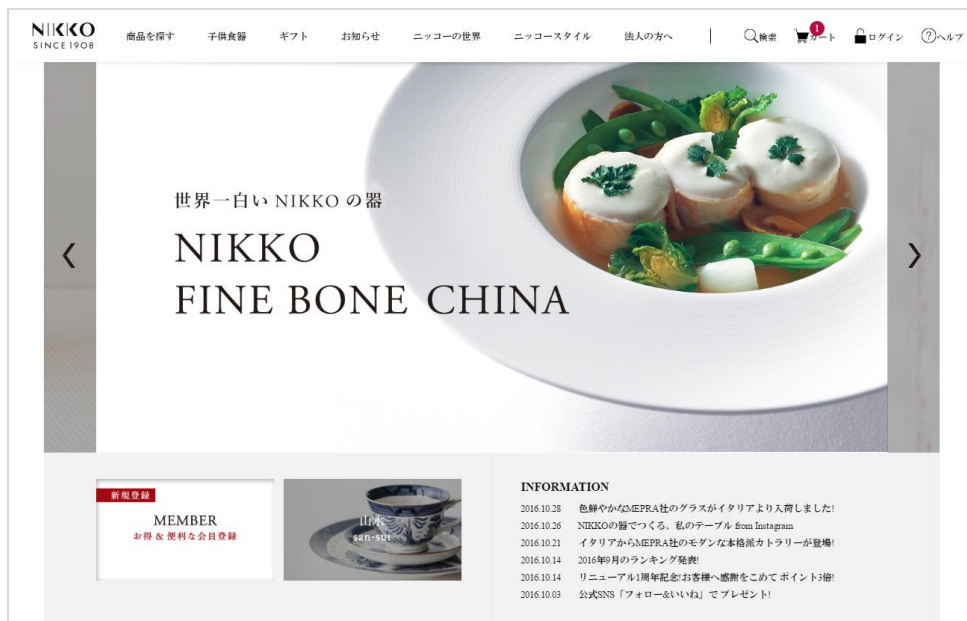 NIKKO
SINCE 1908
商品を探す 子供食器 ギフト お知らせ ニッコーの世界 ニッコースタイル 法人の方へ 検索 1 カート ログイン ? ヘルプ
世界一白い NIKKO の器
NIKKO
FINE BONE CHINA
新規登録
MEMBER
お得 & 便利な会員登録
山水
san-sui
INFORMATION
2016.10.28 色鮮やかなMEPRA社のグラスがイタリアより入荷しました!
2016.10.26 NIKKOの器でつくる、私のテーブル from Instagram
2016.10.21 イタリアからMEPRA社のモダンな本格派カトラリーが登場!
2016.10.14 2016年9月のランキング発表!
2016.10.14 リニューアル1周年記念!お客様へ感謝をこめて ポイント3倍!
2016.10.03 公式SNS「フォロー&いいね」で プレゼント!